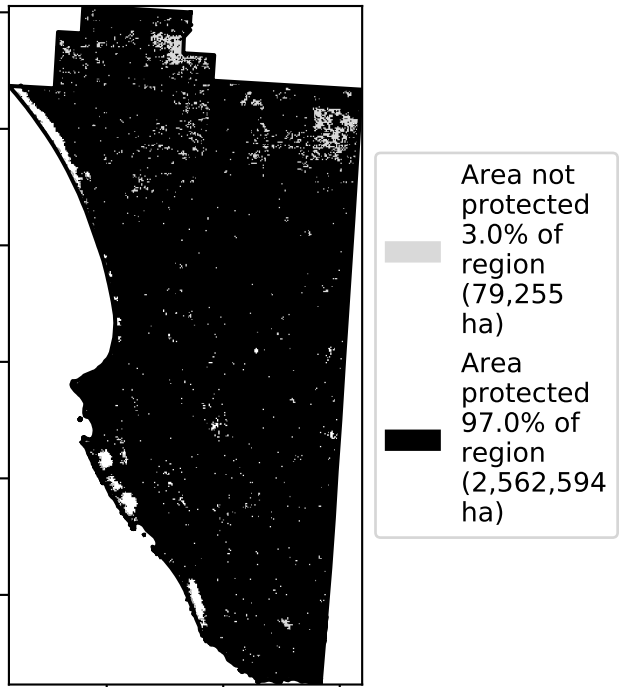 Area not
protected
3.0% of
region
(79,255
ha)
Area
protected
97.0% of
region
(2,562,594
ha)